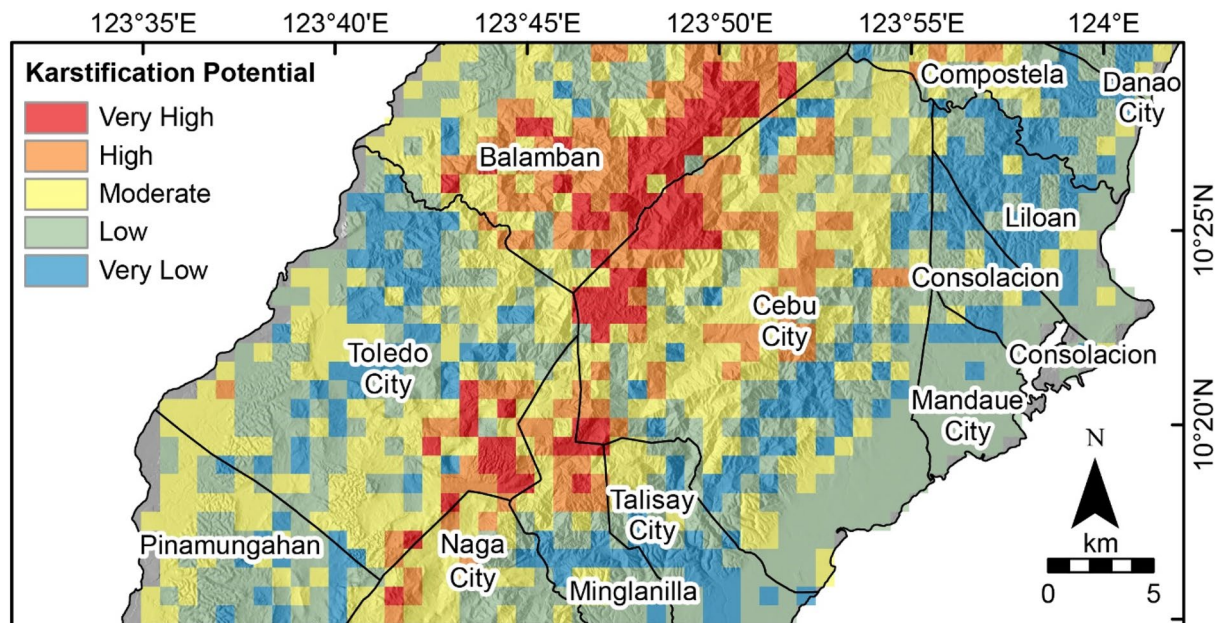 123°35'E 123°40'E 123°45'E 123°50'E 123°55'E 124°E
Karstification Potential
Very High
High
Moderate
Low
Very Low
Compostela
Danao
City
Balamban
Liloan
10°25'N
Consolacion
Cebu
City
Toledo
City
Consolacion
Mandaue
City
10°20'N
N
Talisay
City
Pinamungahan
Naga
City
Minglanilla
km
0 5